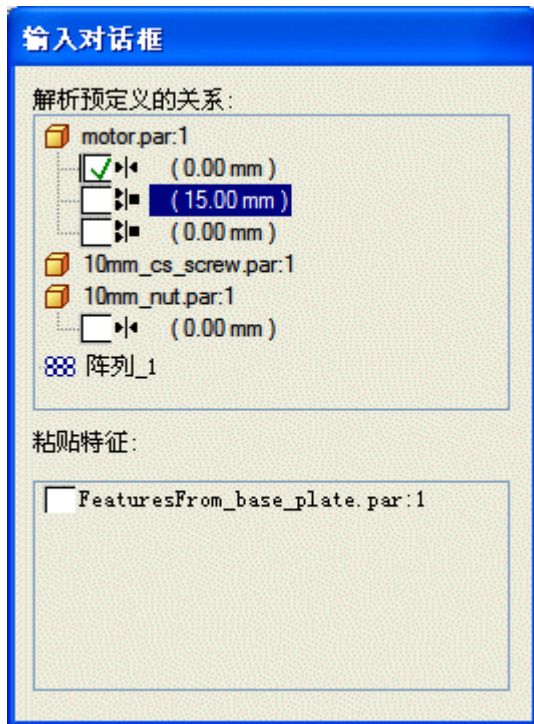 输入对话框
解析预定义的关系:
motor.par:1
( 0.00 mm )
( 15.00 mm )
( 0.00 mm )
10mm_cs_screw.par:1
10mm_nut.par:1
( 0.00 mm )
阵列_1
粘贴特征:
FeaturesFrom_base_plate.par:1